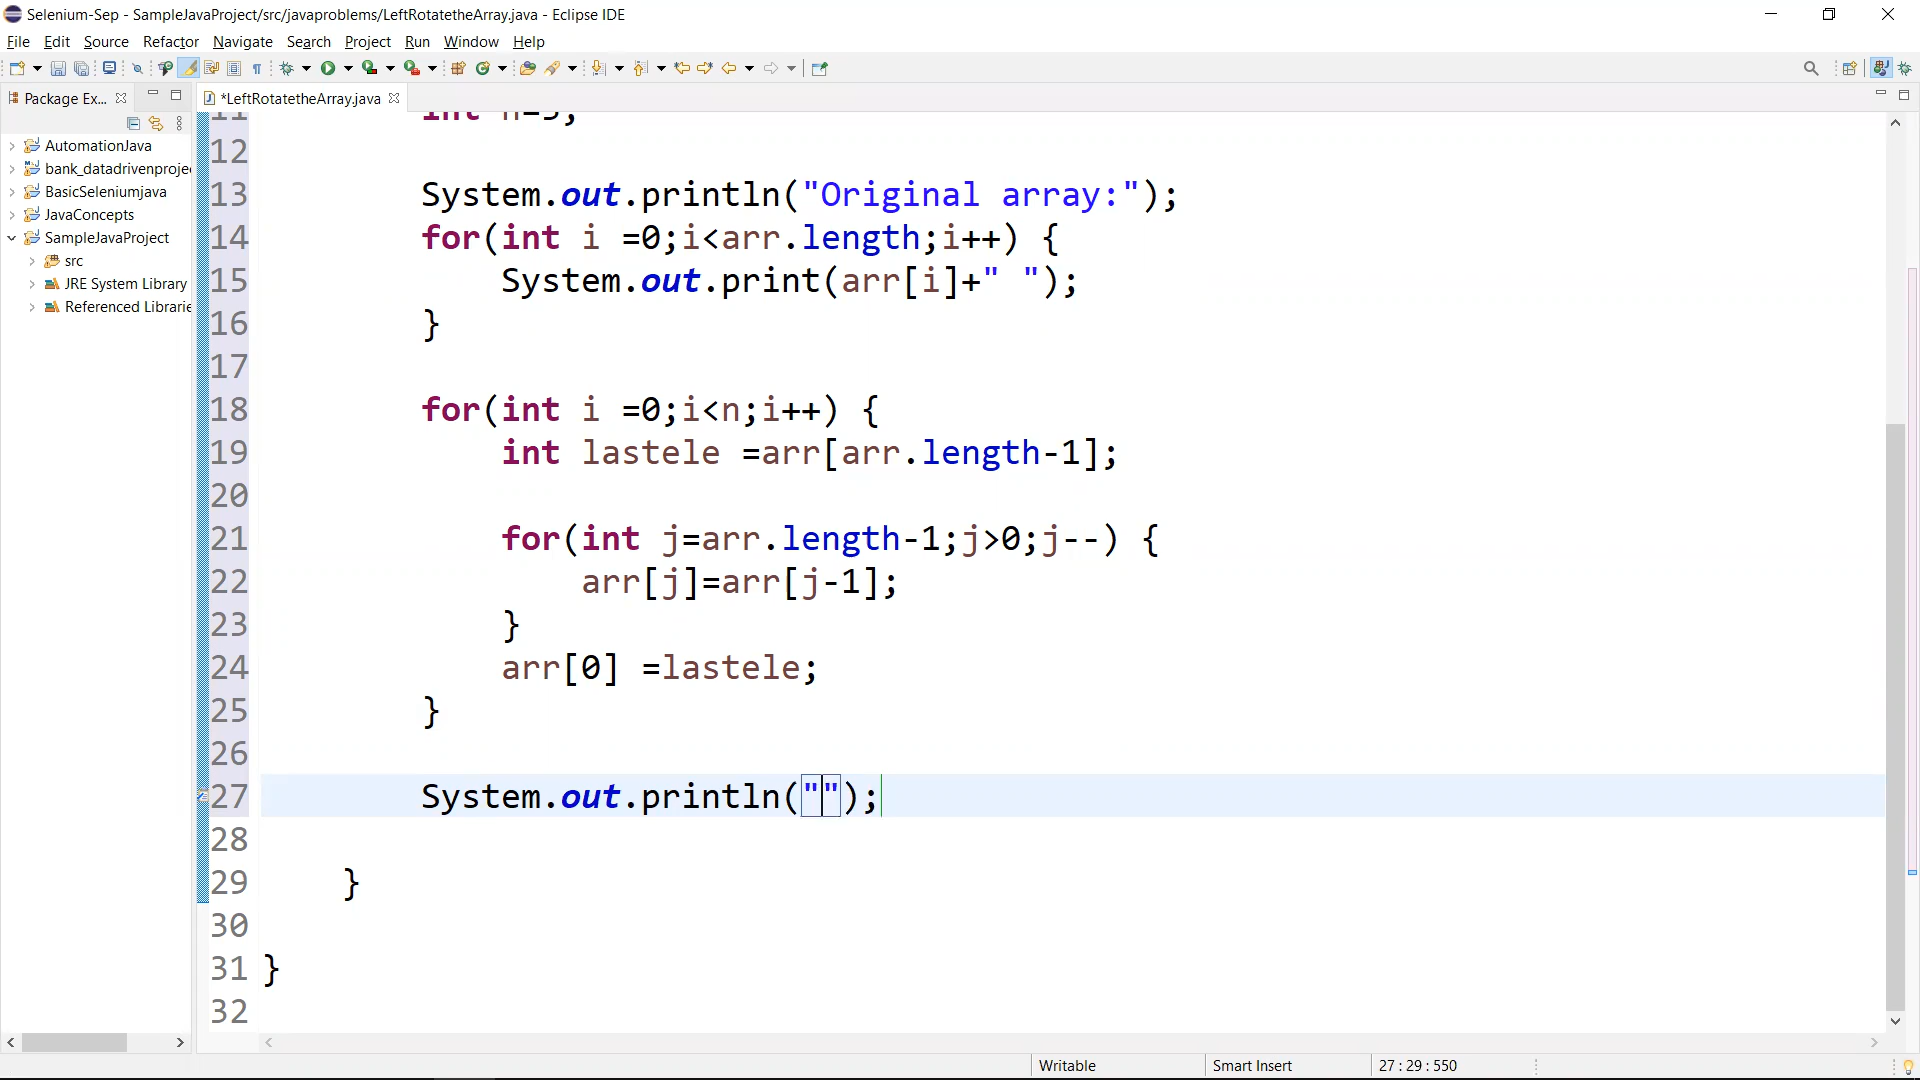 Selenium-Sep - SampleJavaProject/src/javaproblems/LeftRotatetheArray.java - Eclipse IDE
File Edit Source Refactor Navigate Search Project Run Window Help
Package Ex...
*LeftRotatetheArray.java
AutomationJava
bank_datadrivenproje
BasicSeleniumjava
JavaConcepts
SampleJavaProject
src
JRE System Library
Referenced Librarie
12
13 System.out.println("Original array:");
14 for(int i =0;i<arr.length;i++) {
15 System.out.print(arr[i]+" ");
16 }
17
18 for(int i =0;i<n;i++) {
19 int lastele =arr[arr.length-1];
20
21 for(int j=arr.length-1;j>0;j--) {
22 arr[j]=arr[j-1];
23 }
24 arr[0] =lastele;
25 }
26
27 System.out.println("");
28
29 }
30
31 }
32
Writable Smart Insert 27 : 29 : 550